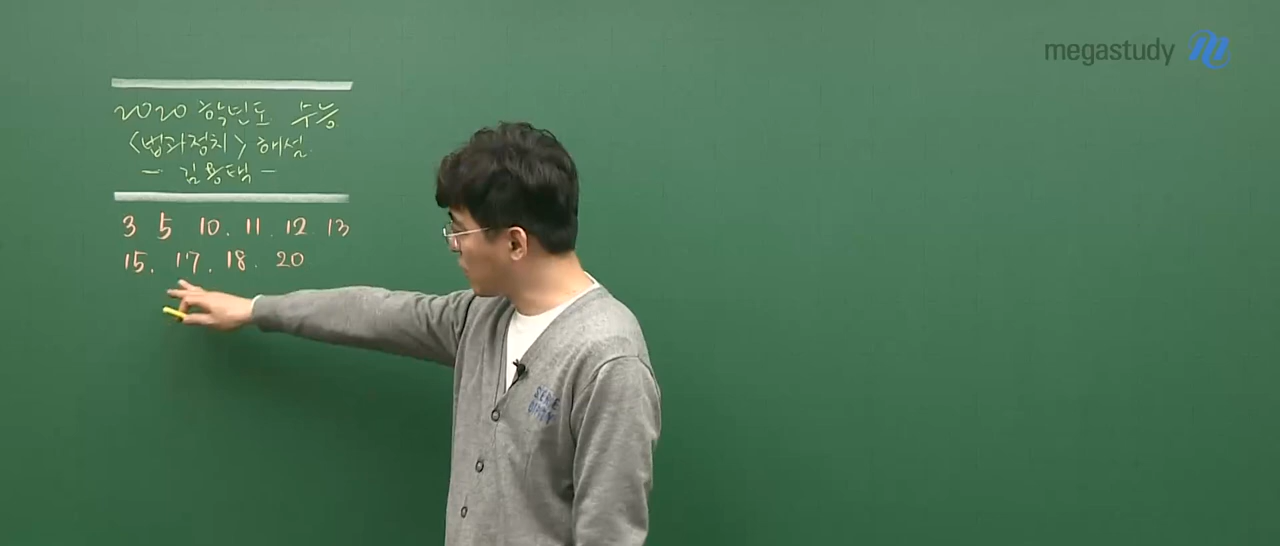 megastudy
2020 학년도 수능
<법과정치> 해설
- 김용택 -
3 5 10. 11. 12. 13
15. 17. 18. 20
SERIE